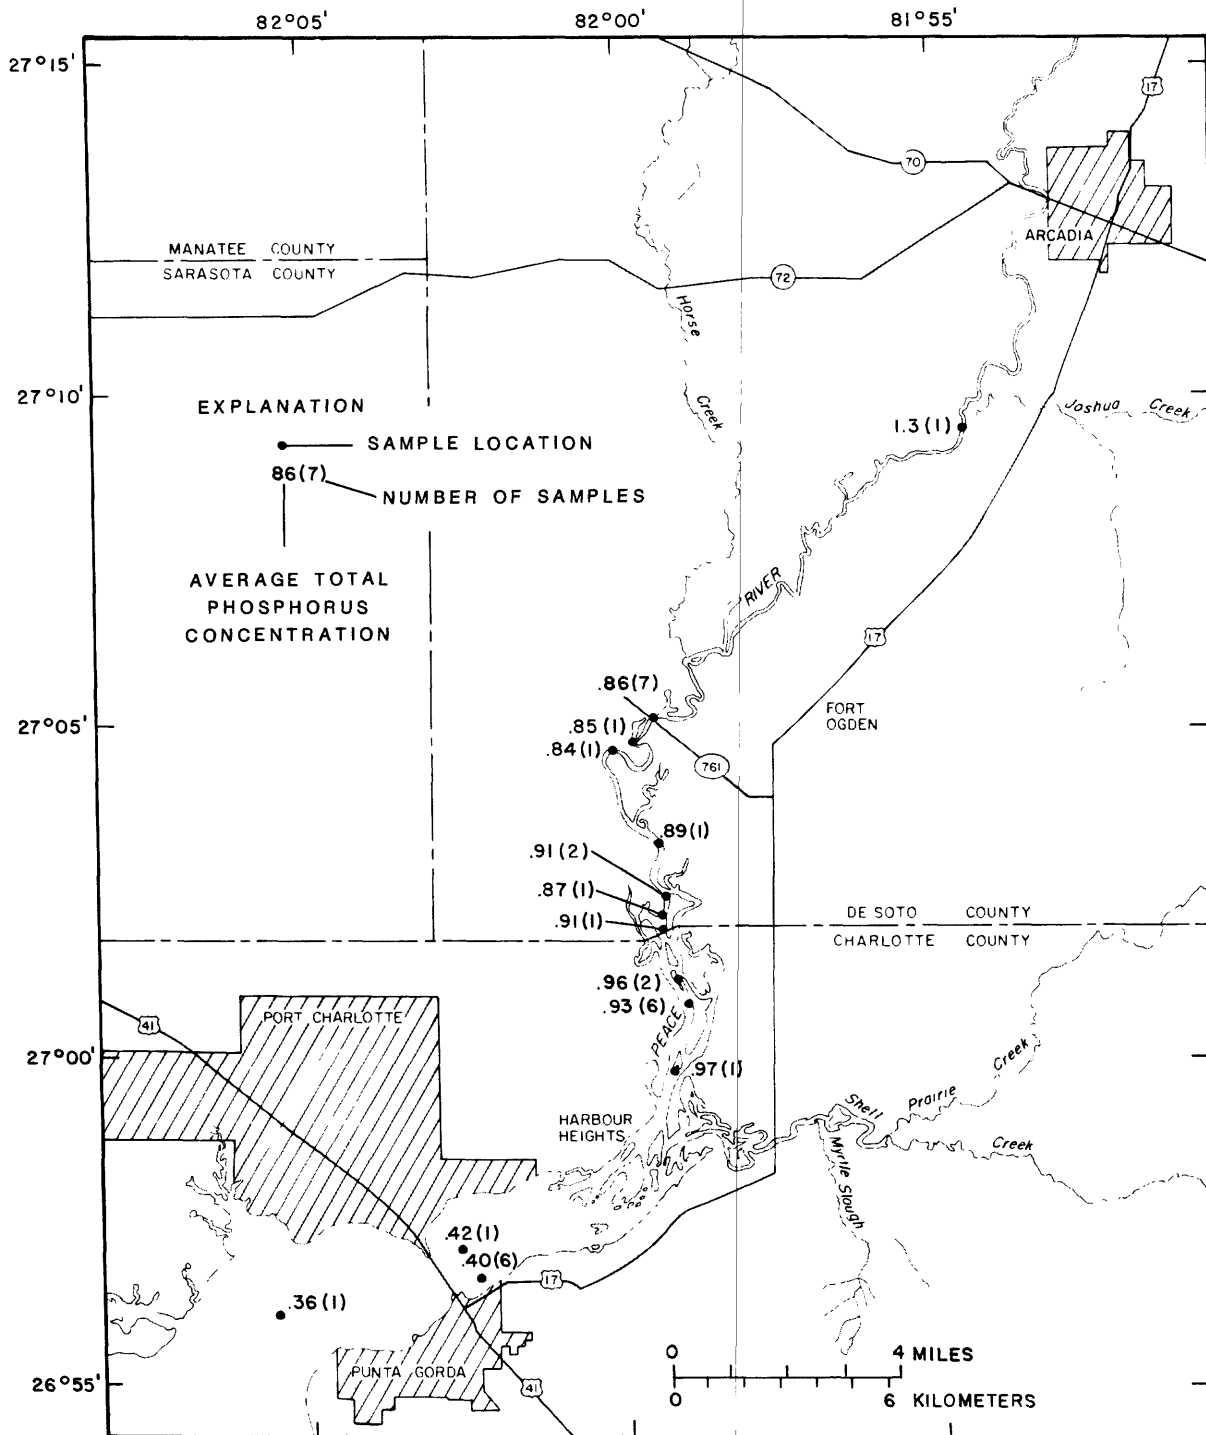 82°05'
82°00'
81°55'
27°15'
17
70
ARCADIA
MANATEE COUNTY
SARASOTA COUNTY
72
Horse
Creek
27°10'
EXPLANATION
SAMPLE LOCATION
86(7)
NUMBER OF SAMPLES
AVERAGE TOTAL
PHOSPHORUS
CONCENTRATION
1.3(1)
Joshua Creek
RIVER
17
.86(7)
27°05'
.85(1)
.84(1)
FORT
OGDEN
761
.89(1)
.91(2)
.87(1)
.91(1)
DE SOTO COUNTY
CHARLOTTE COUNTY
.96(2)
.93(6)
PORT CHARLOTTE
41
PEACE
27°00'
.97(1)
Creek
Prairie
Shell
Creek
HARBOUR
HEIGHTS
Myrtle Slough
.42(1)
.40(6)
17
.36(1)
PUNTA GORDA
41
26°55'
0 4 MILES
0 6 KILOMETERS